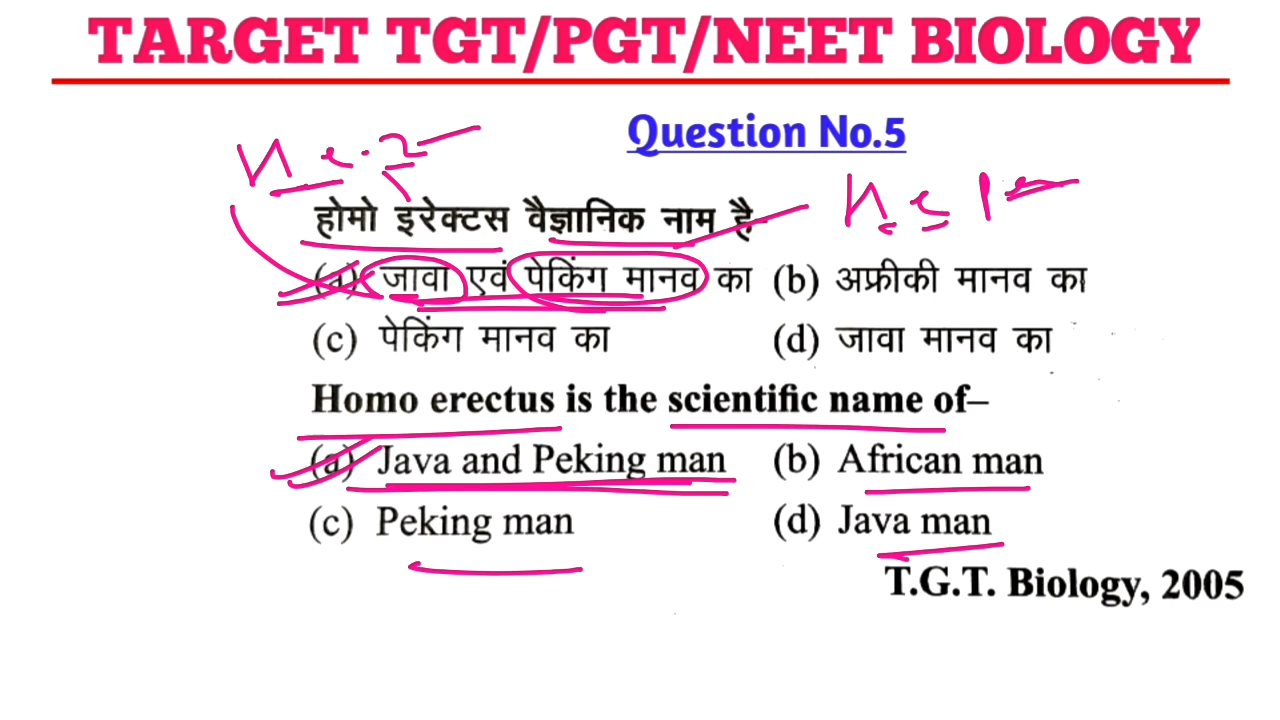 TARGET TGT/PGT/NEET BIOLOGY
Question No.5
होमो इरेक्टस वैज्ञानिक नाम है
(a) जावा एवं पेकिंग मानव का (b) अफ्रीकी मानव का
(c) पेकिंग मानव का (d) जावा मानव का
Homo erectus is the scientific name of–
(a) Java and Peking man (b) African man
(c) Peking man (d) Java man
T.G.T. Biology, 2005